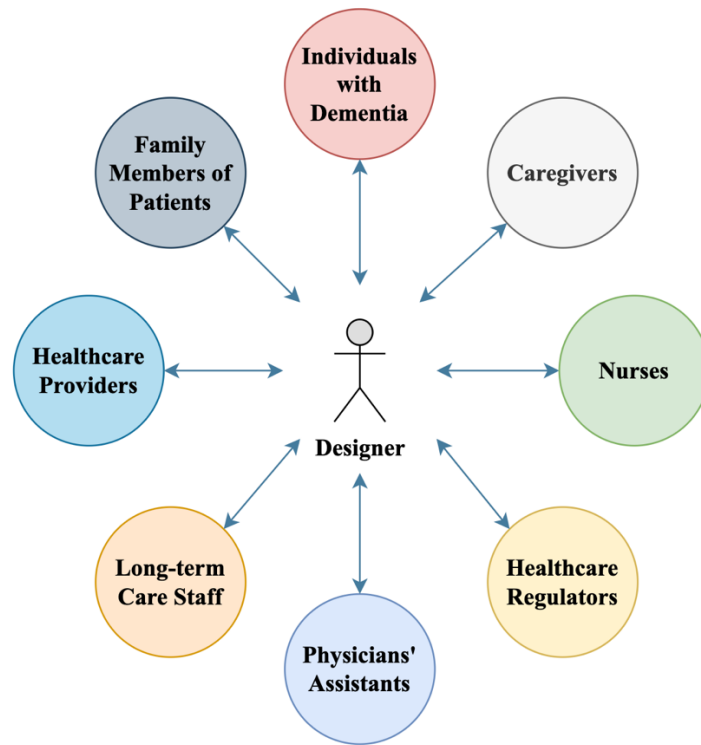 Individuals
with
Dementia
Family
Members of
Patients
Caregivers
Healthcare
Providers
Nurses
Designer
Long-term
Care Staff
Healthcare
Regulators
Physicians'
Assistants